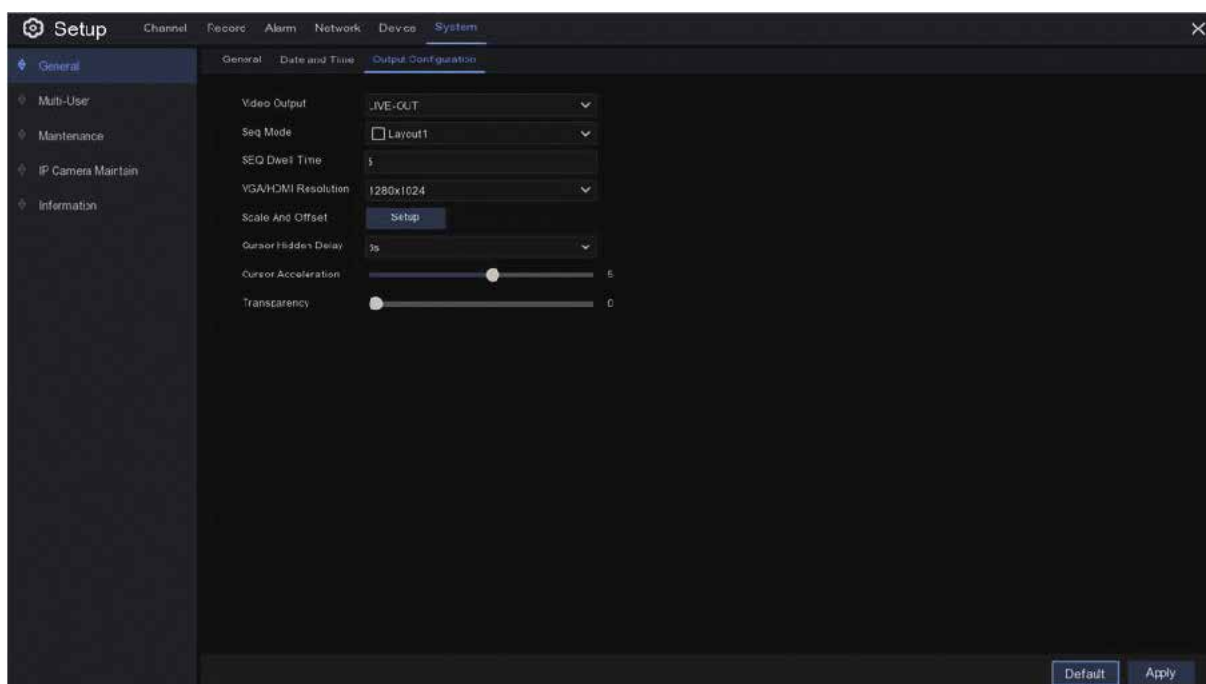 Setup
Channel Record Alarm Network Device System
General
Multi-User
Maintenance
IP Camera Maintain
Information
General Date and Time Output Configuration
Video Output LIVE-OUT
Seq Mode Layout1
SEQ Dwell Time 5
VGA/HDMI Resolution 1280x1024
Scale And Offset Setup
Cursor Hidden Delay
Cursor Acceleration 5
Transparency 0
Default Apply